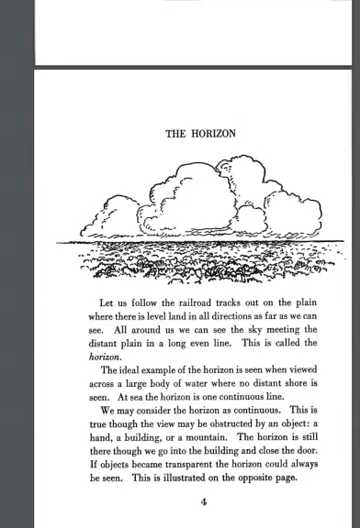 THE HORIZON
Let us follow the railroad tracks out on the plain
where there is level land in all directions as far as we can
see. All around us we can see the sky meeting the
distant plain in a long even line. This is called the
horizon.
The ideal example of the horizon is seen when viewed
across a large body of water where no distant shore is
seen. At sea the horizon is one continuous line.
We may consider the horizon as continuous. This is
true though the view may be obstructed by an object: a
hand, a building, or a mountain. The horizon is still
there though we go into the building and close the door.
If objects became transparent the horizon could always
be seen. This is illustrated on the opposite page.
4